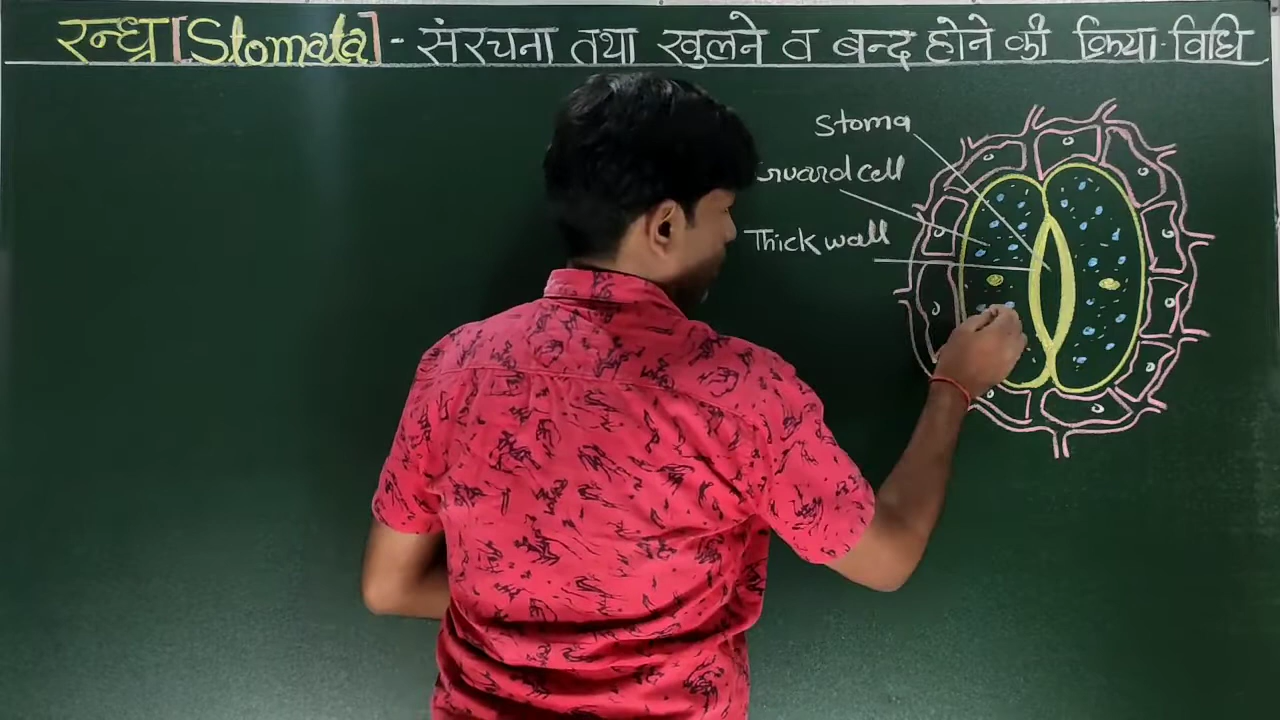 रन्ध्र [Stomata] - संरचना तथा खुलने व बन्द होने की क्रिया-विधि
Stoma
Guard cell
Thick wall